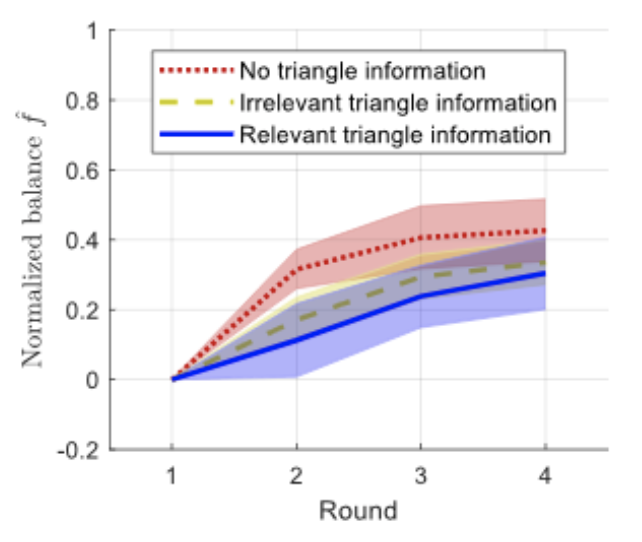 1
0.8
0.6
0.4
0.2
0
-0.2
Normalized balance f̂
No triangle information
Irrelevant triangle information
Relevant triangle information
1 2 3 4
Round